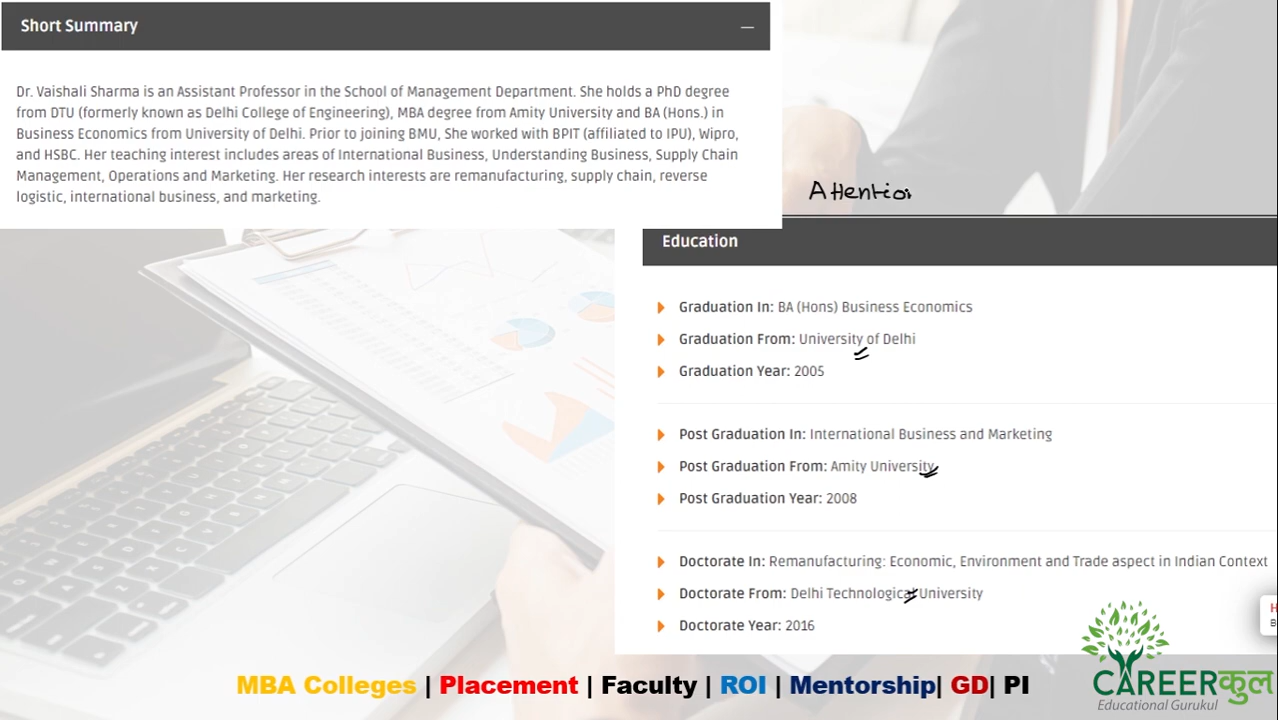 Short Summary
Dr. Vaishali Sharma is an Assistant Professor in the School of Management Department. She holds a PhD degree
from DTU (formerly known as Delhi College of Engineering), MBA degree from Amity University and BA (Hons.) in
Business Economics from University of Delhi. Prior to joining BMU, She worked with BPIT (affiliated to IPU), Wipro,
and HSBC. Her teaching interest includes areas of International Business, Understanding Business, Supply Chain
Management, Operations and Marketing. Her research interests are remanufacturing, supply chain, reverse
logistic, international business, and marketing.
Attention
Education
Graduation In: BA (Hons) Business Economics
Graduation From: University of Delhi
Graduation Year: 2005
Post Graduation In: International Business and Marketing
Post Graduation From: Amity University
Post Graduation Year: 2008
Doctorate In: Remanufacturing: Economic, Environment and Trade aspect in Indian Context
Doctorate From: Delhi Technological University
Doctorate Year: 2016
MBA Colleges | Placement | Faculty | ROI | Mentorship| GD| PI
CAREERकुल
Educational Gurukul